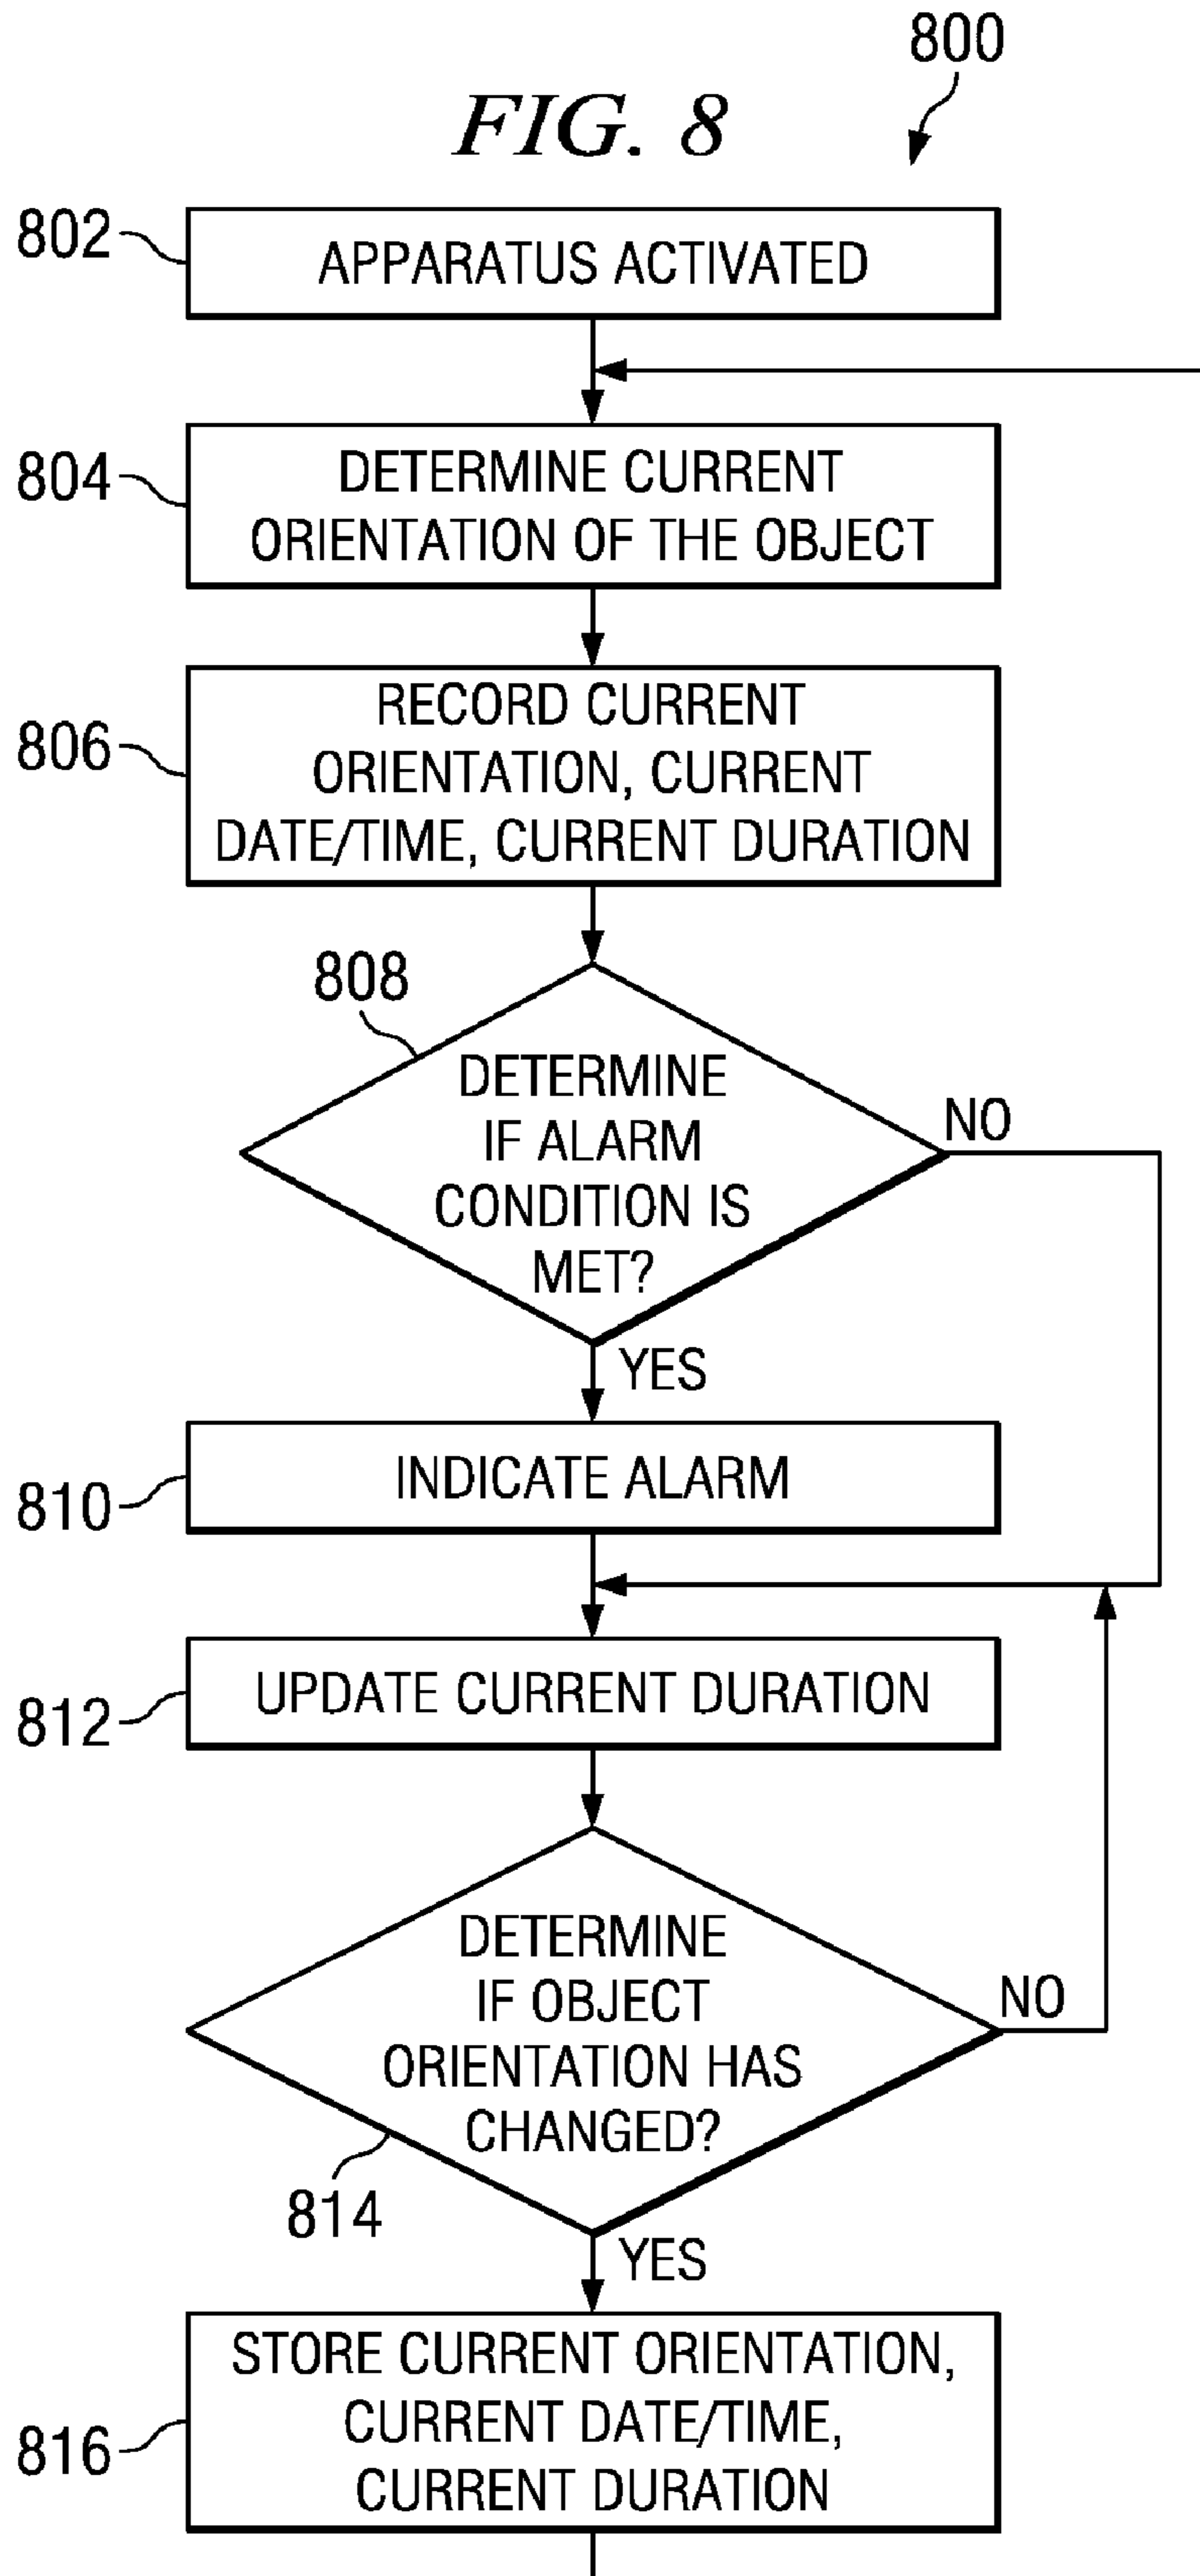 800
FIG. 8
802
APPARATUS ACTIVATED
804
DETERMINE CURRENT
ORIENTATION OF THE OBJECT
806
RECORD CURRENT
ORIENTATION, CURRENT
DATE/TIME, CURRENT DURATION
808
DETERMINE
IF ALARM
CONDITION IS
MET?
NO
YES
810
INDICATE ALARM
812
UPDATE CURRENT DURATION
DETERMINE
IF OBJECT
ORIENTATION HAS
CHANGED?
NO
814
YES
816
STORE CURRENT ORIENTATION,
CURRENT DATE/TIME,
CURRENT DURATION